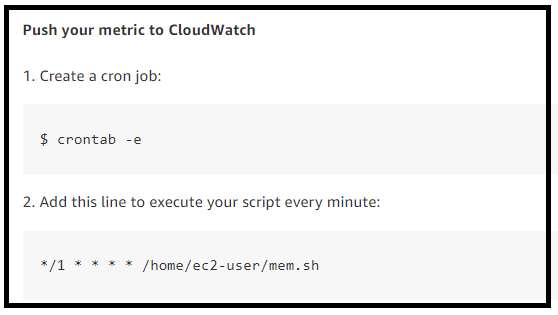 Push your metric to CloudWatch
1. Create a cron job:
$ crontab -e
2. Add this line to execute your script every minute:
*/1 * * * * /home/ec2-user/mem.sh